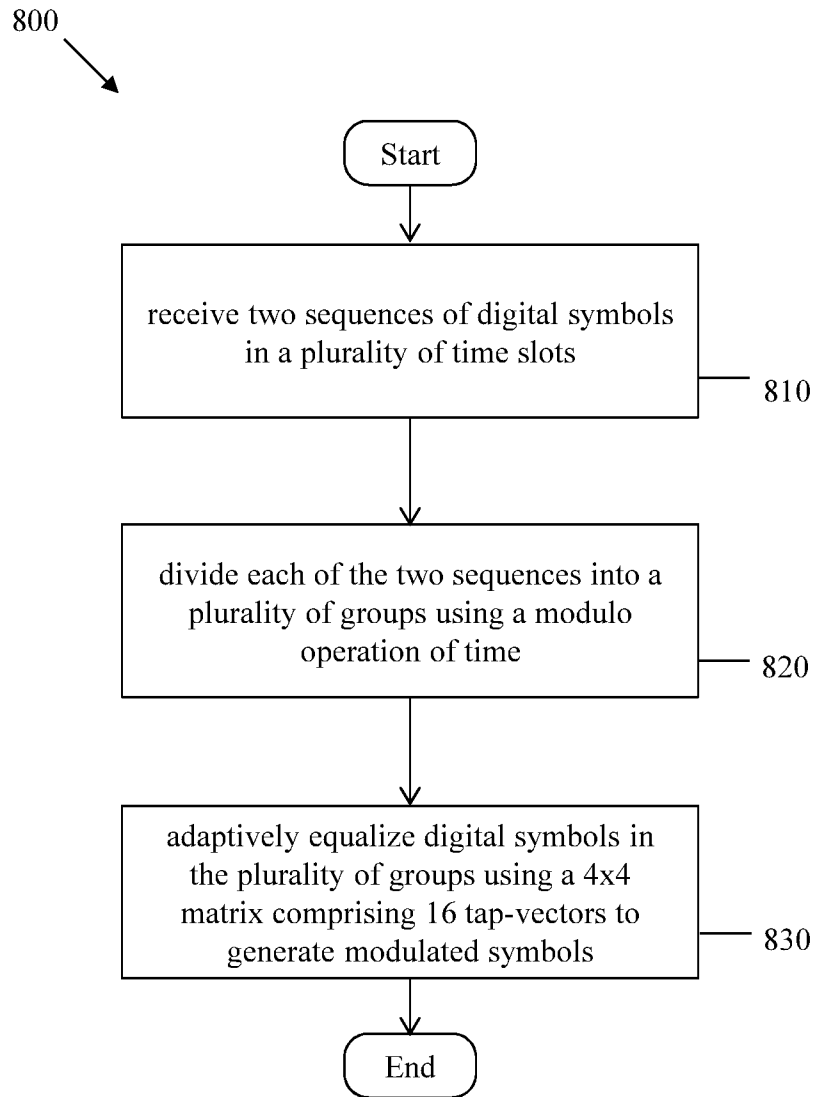 800
Start
receive two sequences of digital symbols
in a plurality of time slots
810
divide each of the two sequences into a
plurality of groups using a modulo
operation of time
820
adaptively equalize digital symbols in
the plurality of groups using a 4x4
matrix comprising 16 tap-vectors to
generate modulated symbols
830
End